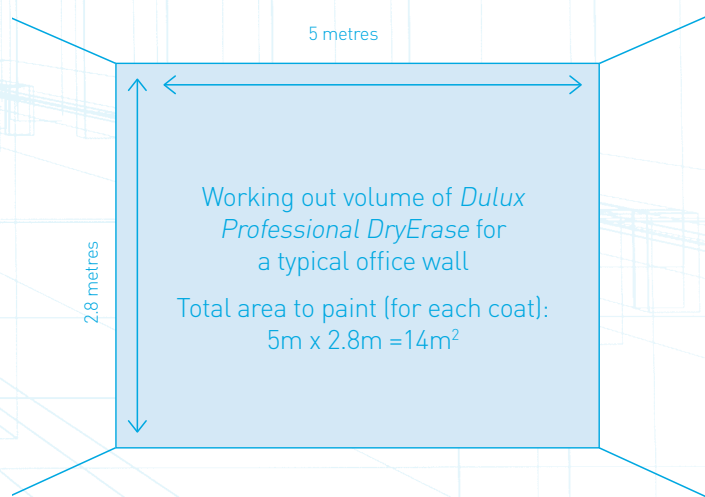 5 metres
2.8 metres
Working out volume of Dulux
Professional DryErase for
a typical office wall
Total area to paint (for each coat):
5m x 2.8m =14m²